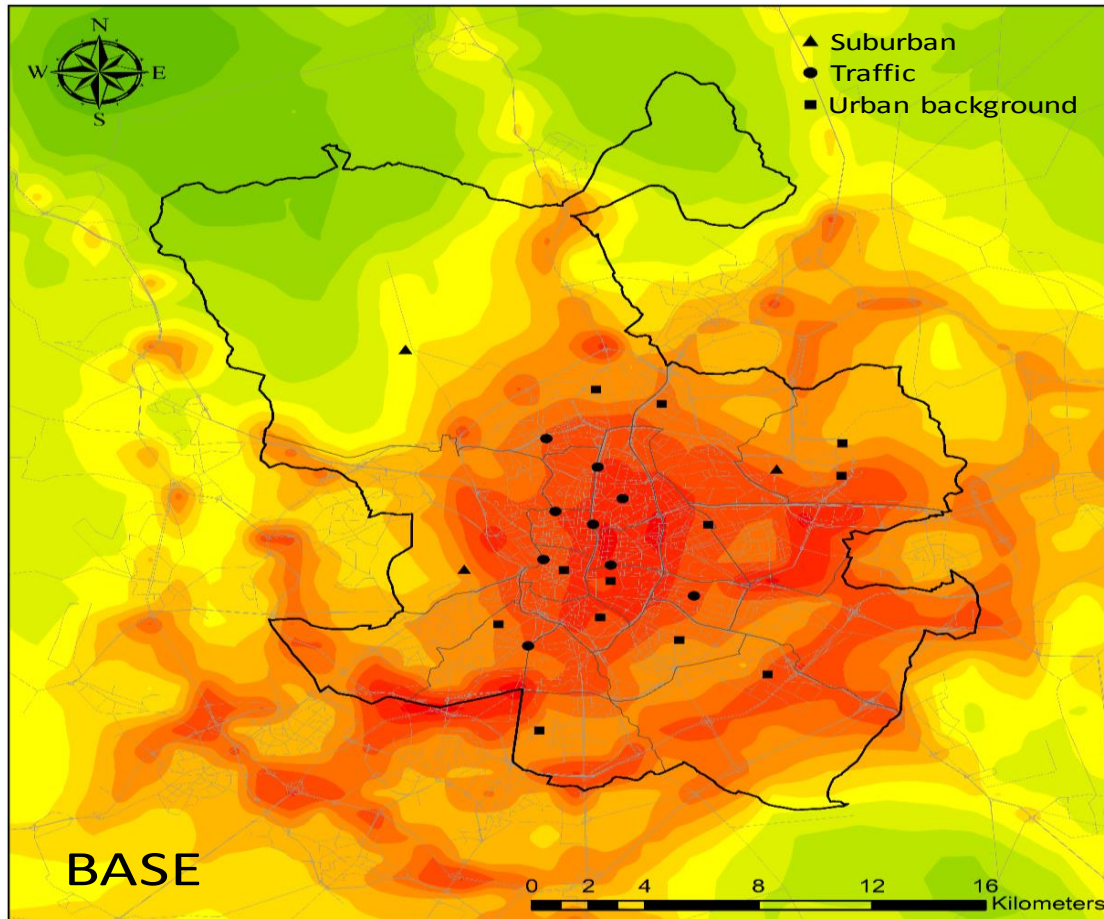 N
W E
S
Suburban
Traffic
Urban background
BASE
0 2 4 8 12 16
Kilometers